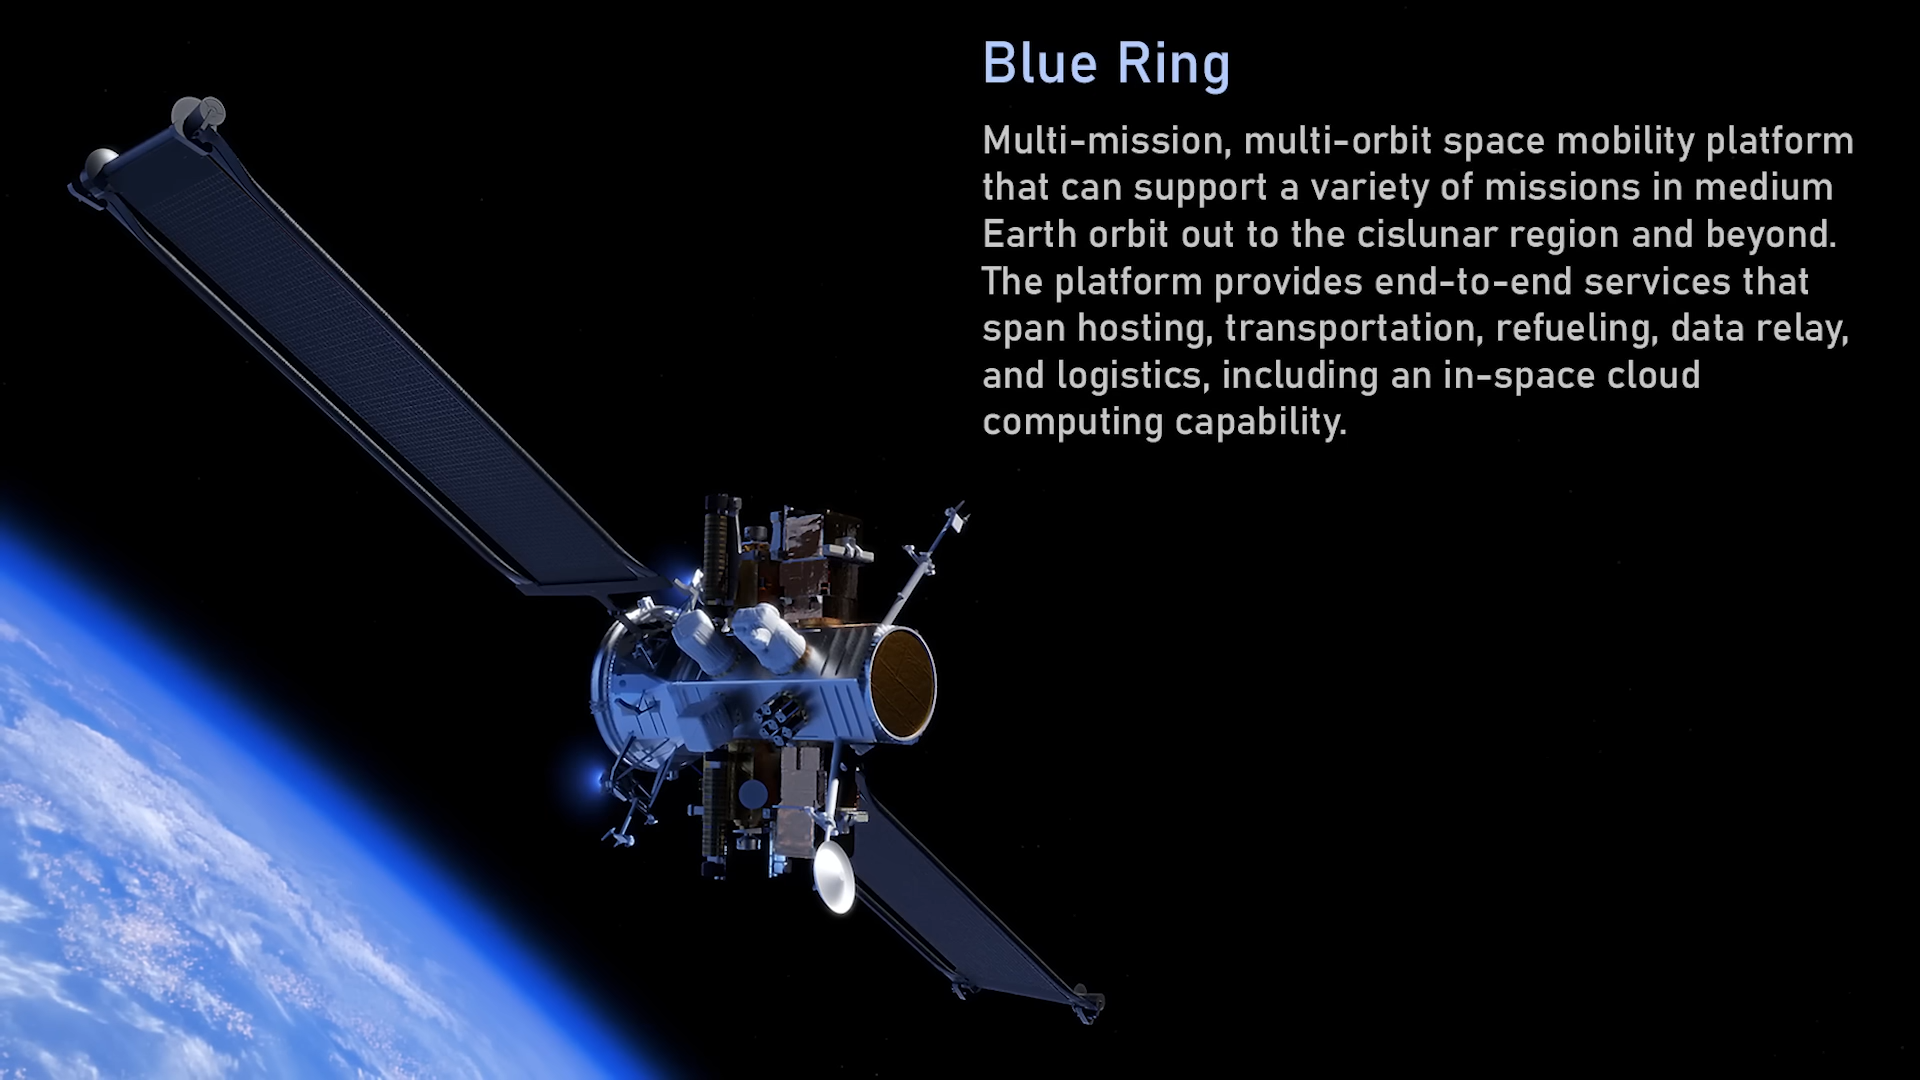 Blue Ring
Multi-mission, multi-orbit space mobility platform
that can support a variety of missions in medium
Earth orbit out to the cislunar region and beyond.
The platform provides end-to-end services that
span hosting, transportation, refueling, data relay,
and logistics, including an in-space cloud
computing capability.